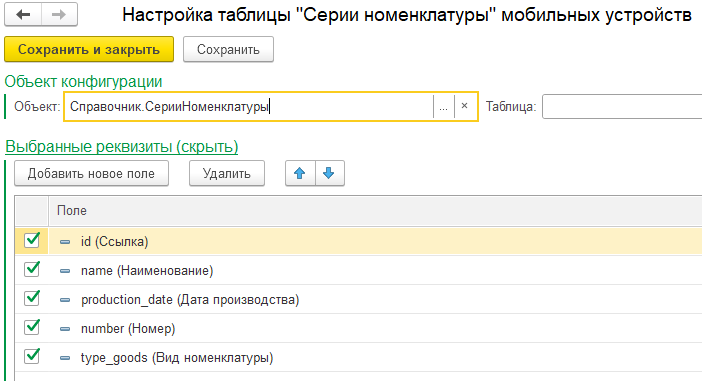 Настройка таблицы "Серии номенклатуры" мобильных устройств
Сохранить и закрыть Сохранить
Объект конфигурации
Объект: Справочник.СерииНоменклатуры ... × Таблица:
Выбранные реквизиты (скрыть)
Добавить новое поле Удалить
Поле
id (Ссылка)
name (Наименование)
production_date (Дата производства)
number (Номер)
type_goods (Вид номенклатуры)